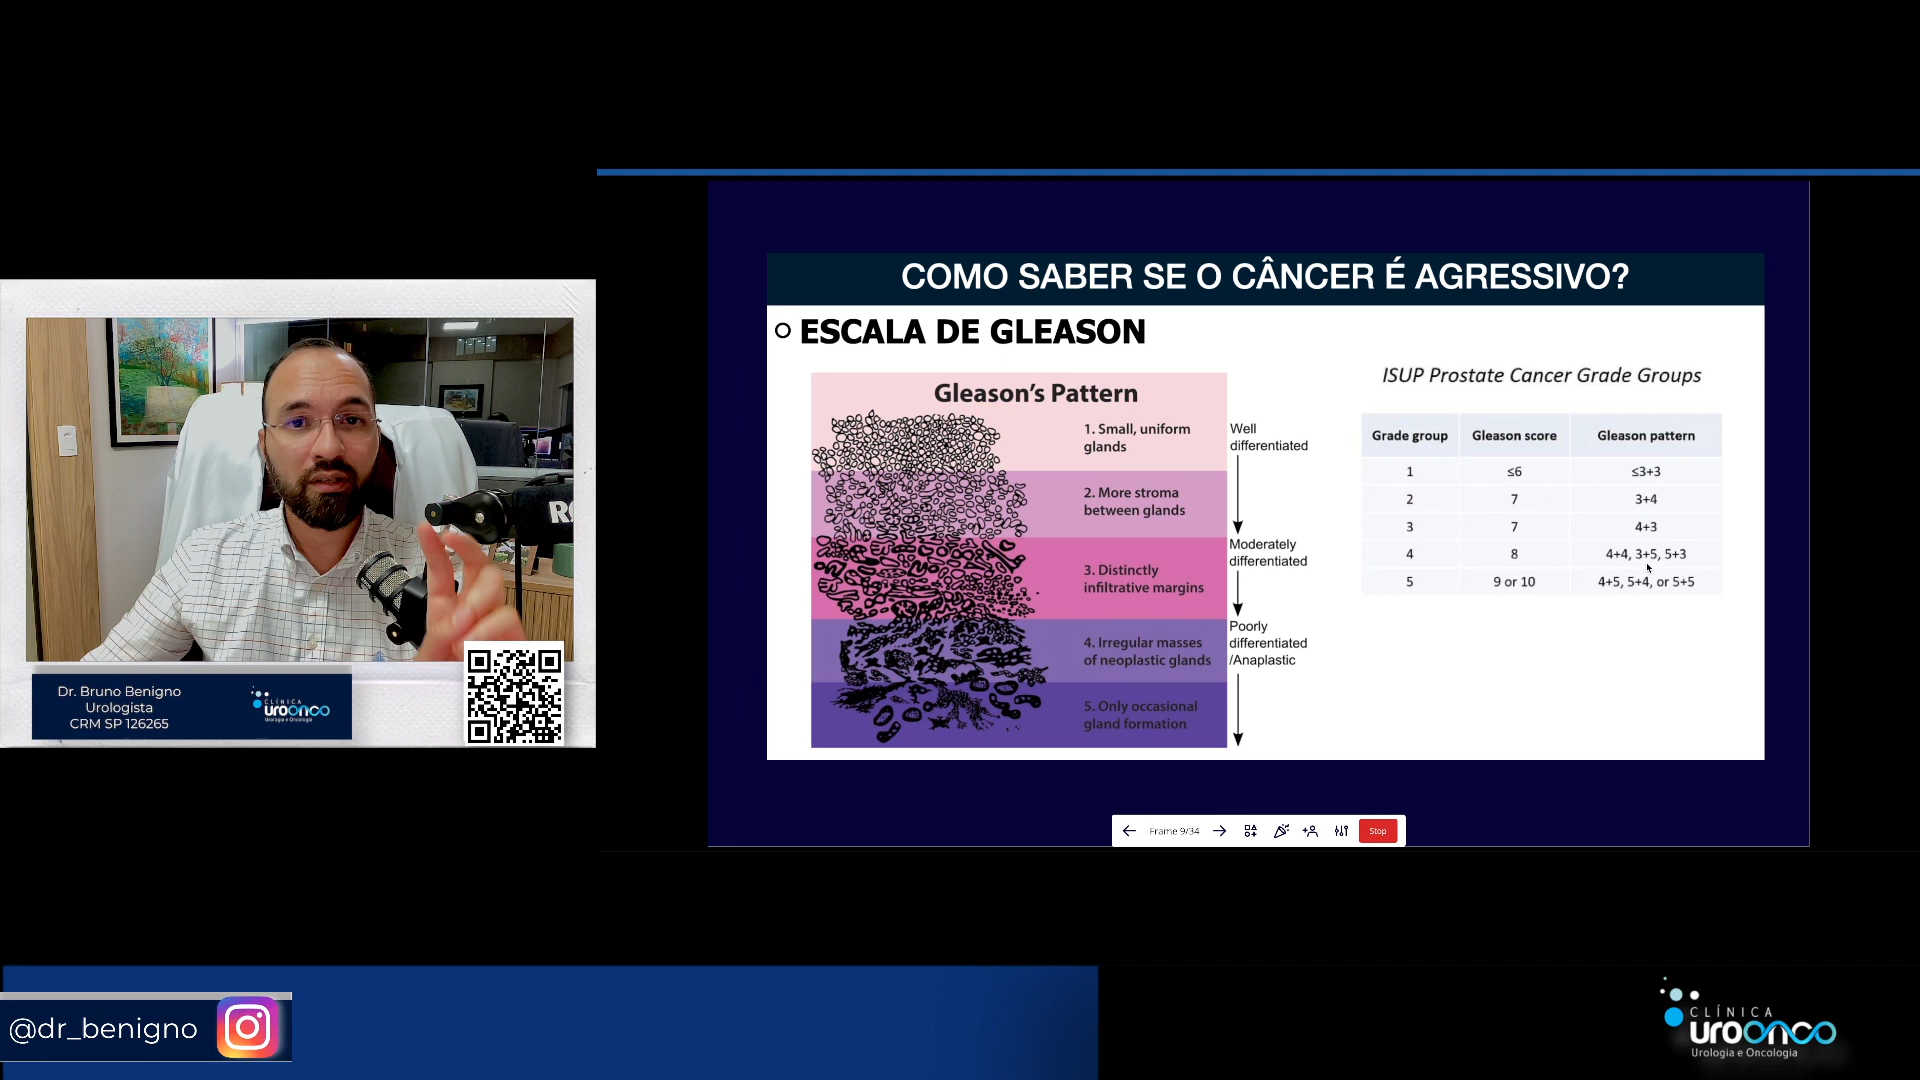 COMO SABER SE O CÂNCER É AGRESSIVO?
ESCALA DE GLEASON
Gleason's Pattern
1. Small, uniform
glands
2. More stroma
between glands
3. Distinctly
infiltrative margins
4. Irregular masses
of neoplastic glands
5. Only occasional
gland formation
Well
differentiated
Moderately
differentiated
Poorly
differentiated
/Anaplastic
ISUP Prostate Cancer Grade Groups
Grade group Gleason score Gleason pattern
1 ≤6 ≤3+3
2 7 3+4
3 7 4+3
4 8 4+4, 3+5, 5+3
5 9 or 10 4+5, 5+4, or 5+5
Frame 9/34
Stop
Dr. Bruno Benigno
Urologista
CRM SP 126265
CLÍNICA
uroonco
Urologia e Oncologia
@dr_benigno
CLÍNICA
uroonco
Urologia e Oncologia